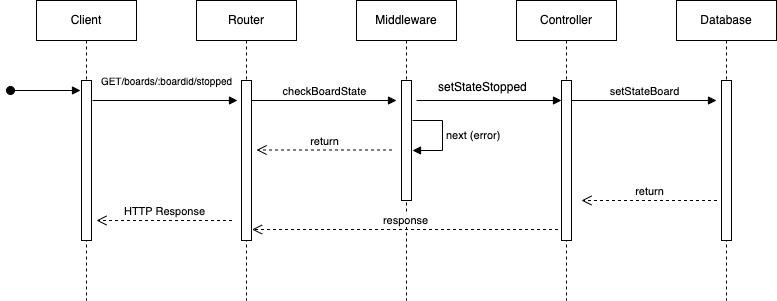 Client
Router
Middleware
Controller
Database
GET/boards/:boardid/stopped
checkBoardState
setStateStopped
setStateBoard
next (error)
return
return
HTTP Response
response